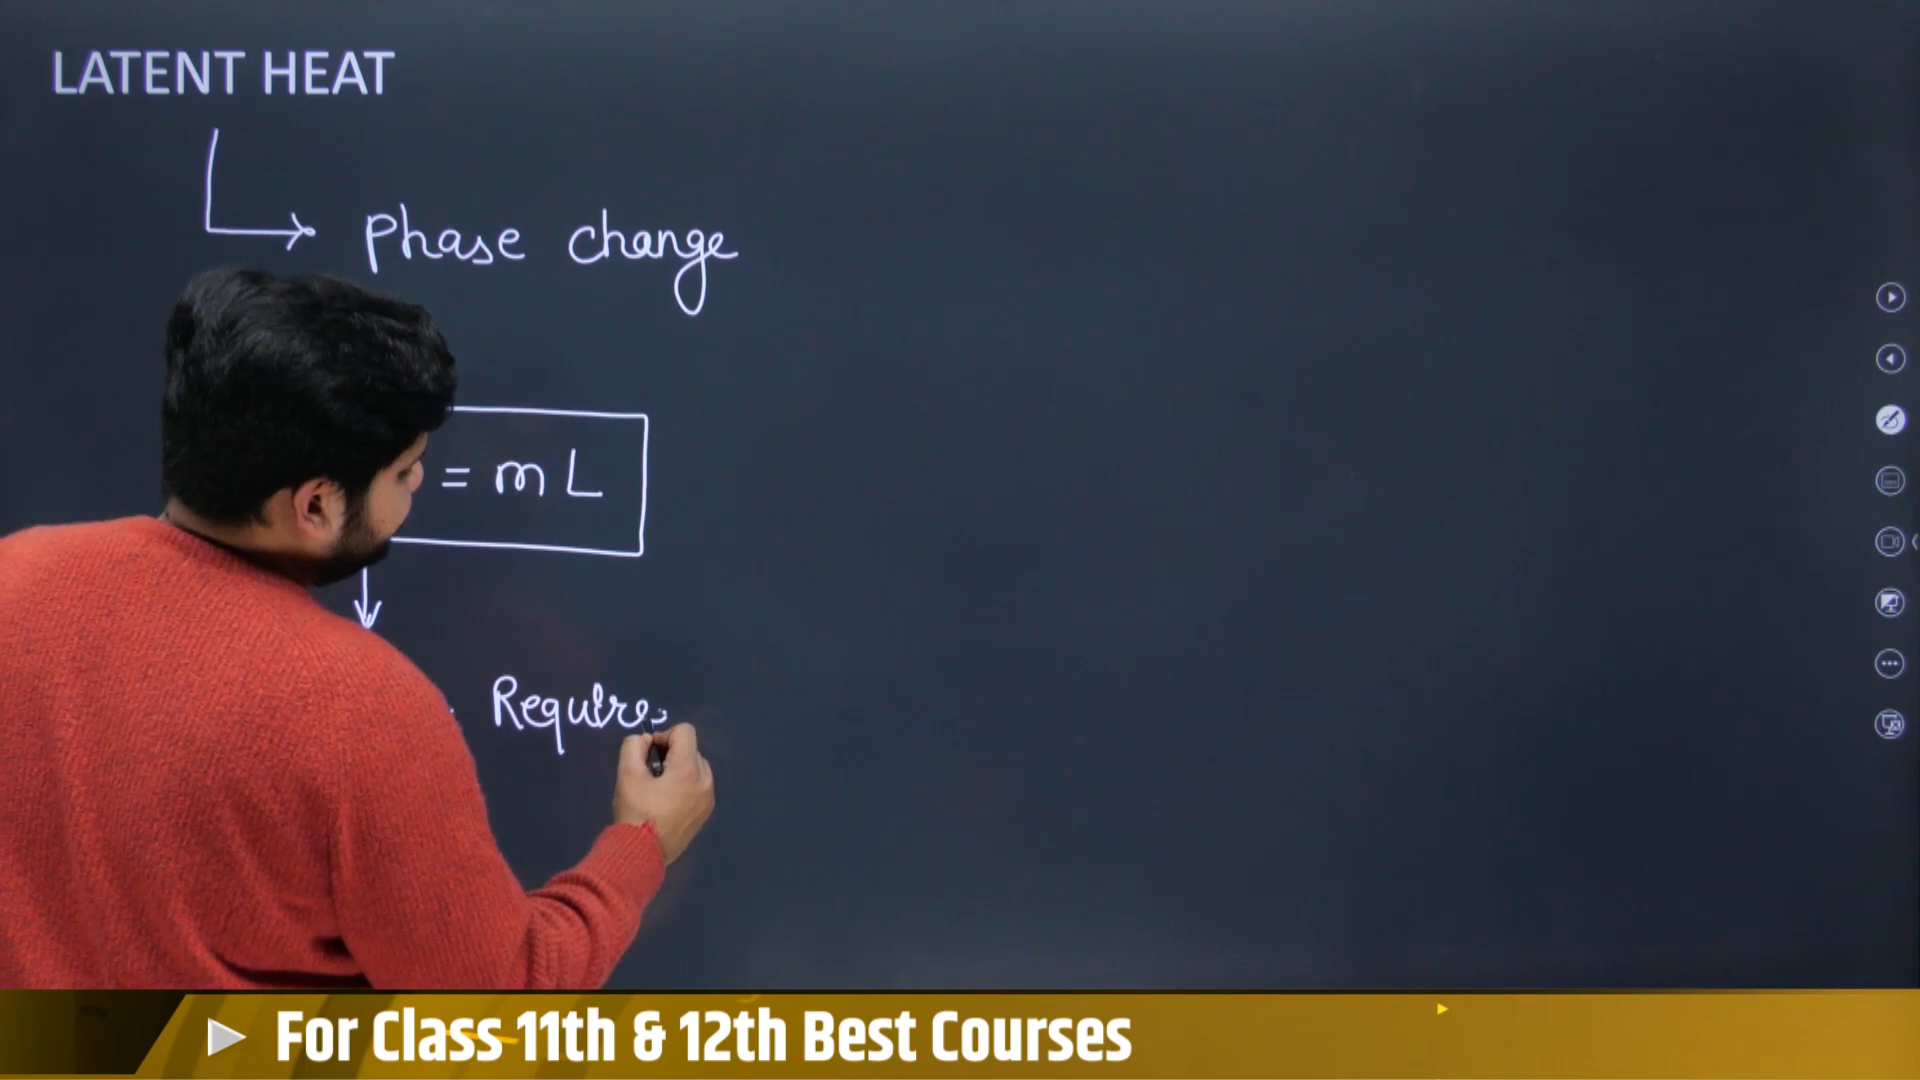 LATENT HEAT
Phase change
= m L
Require
For Class 11th & 12th Best Courses